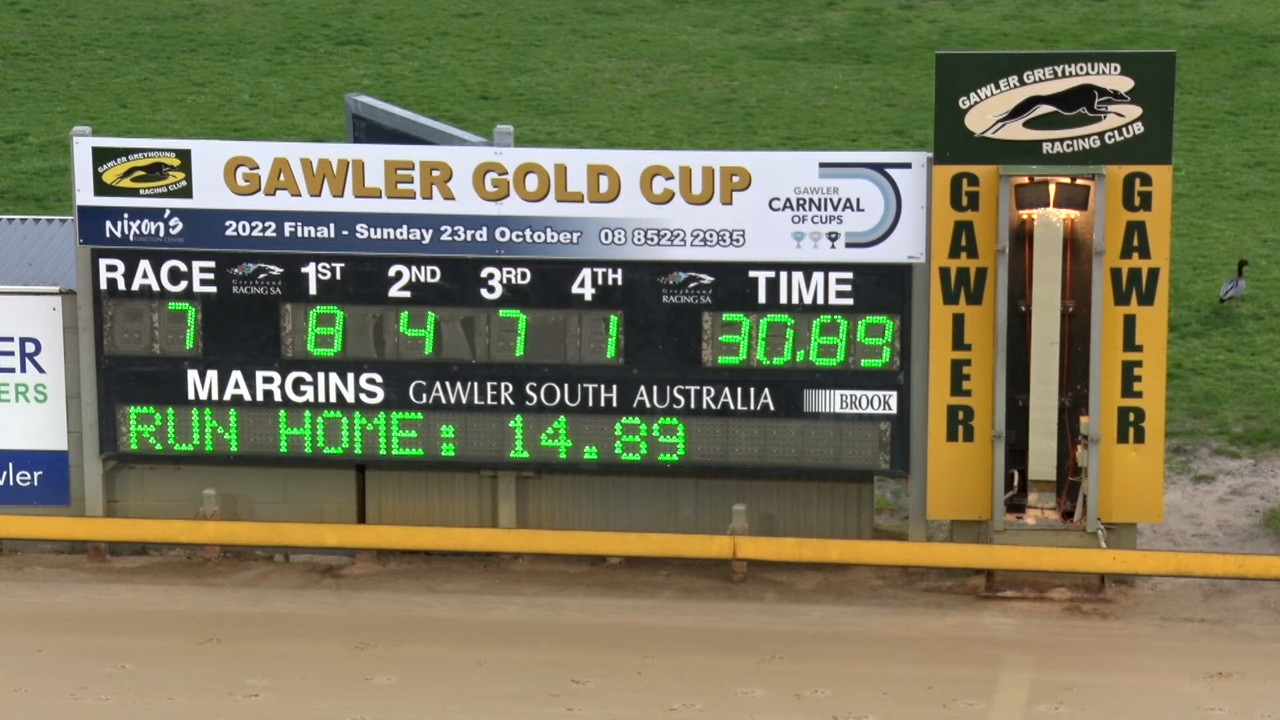 GAWLER GREYHOUND
RACING CLUB
GAWLER GREYHOUND
RACING CLUB
GAWLER GOLD CUP
GAWLER
CARNIVAL
OF CUPS
Nixon's
FUNCTION CENTRE
2022 Final - Sunday 23rd October 08 8522 2935
RACE Greyhound RACING SA 1ST 2ND 3RD 4TH Greyhound RACING SA TIME
7 8 4 7 1 30.89
MARGINS GAWLER SOUTH AUSTRALIA BROOK
RUN HOME: 14.89
GAWLER
GAWLER
ER
ERS
wler